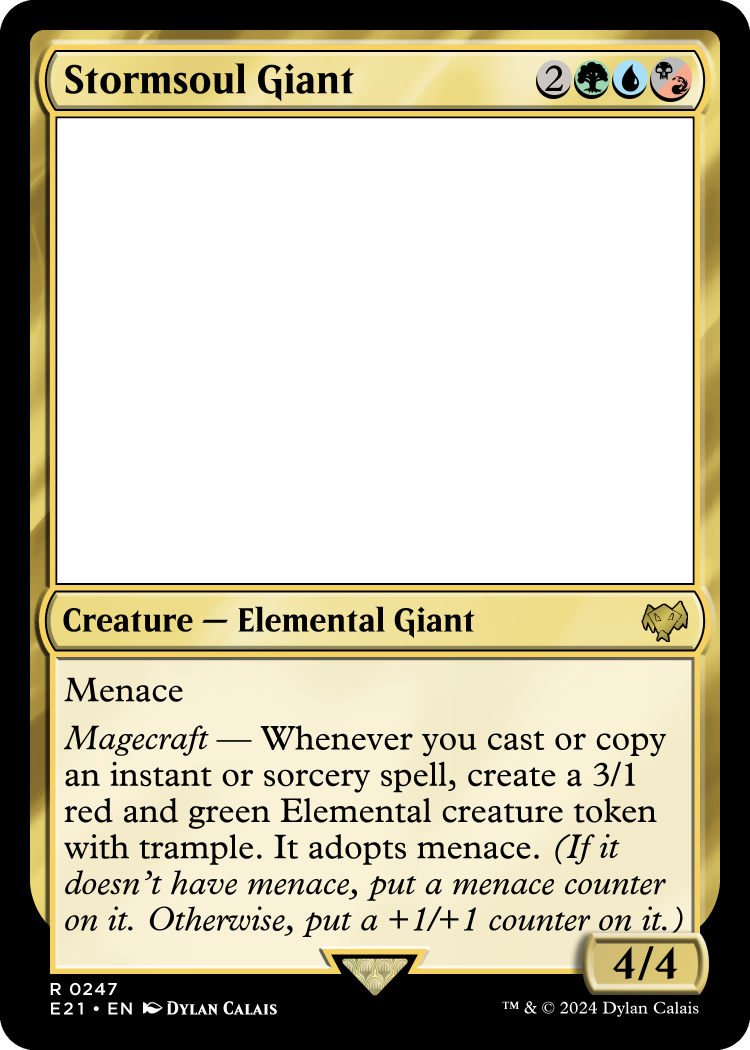 Stormsoul Giant 2
Creature — Elemental Giant
Menace
Magecraft — Whenever you cast or copy
an instant or sorcery spell, create a 3/1
red and green Elemental creature token
with trample. It adopts menace. (If it
doesn’t have menace, put a menace counter
on it. Otherwise, put a +1/+1 counter on it.)
4/4
R 0247
E21 • EN Dylan Calais
™ & © 2024 Dylan Calais